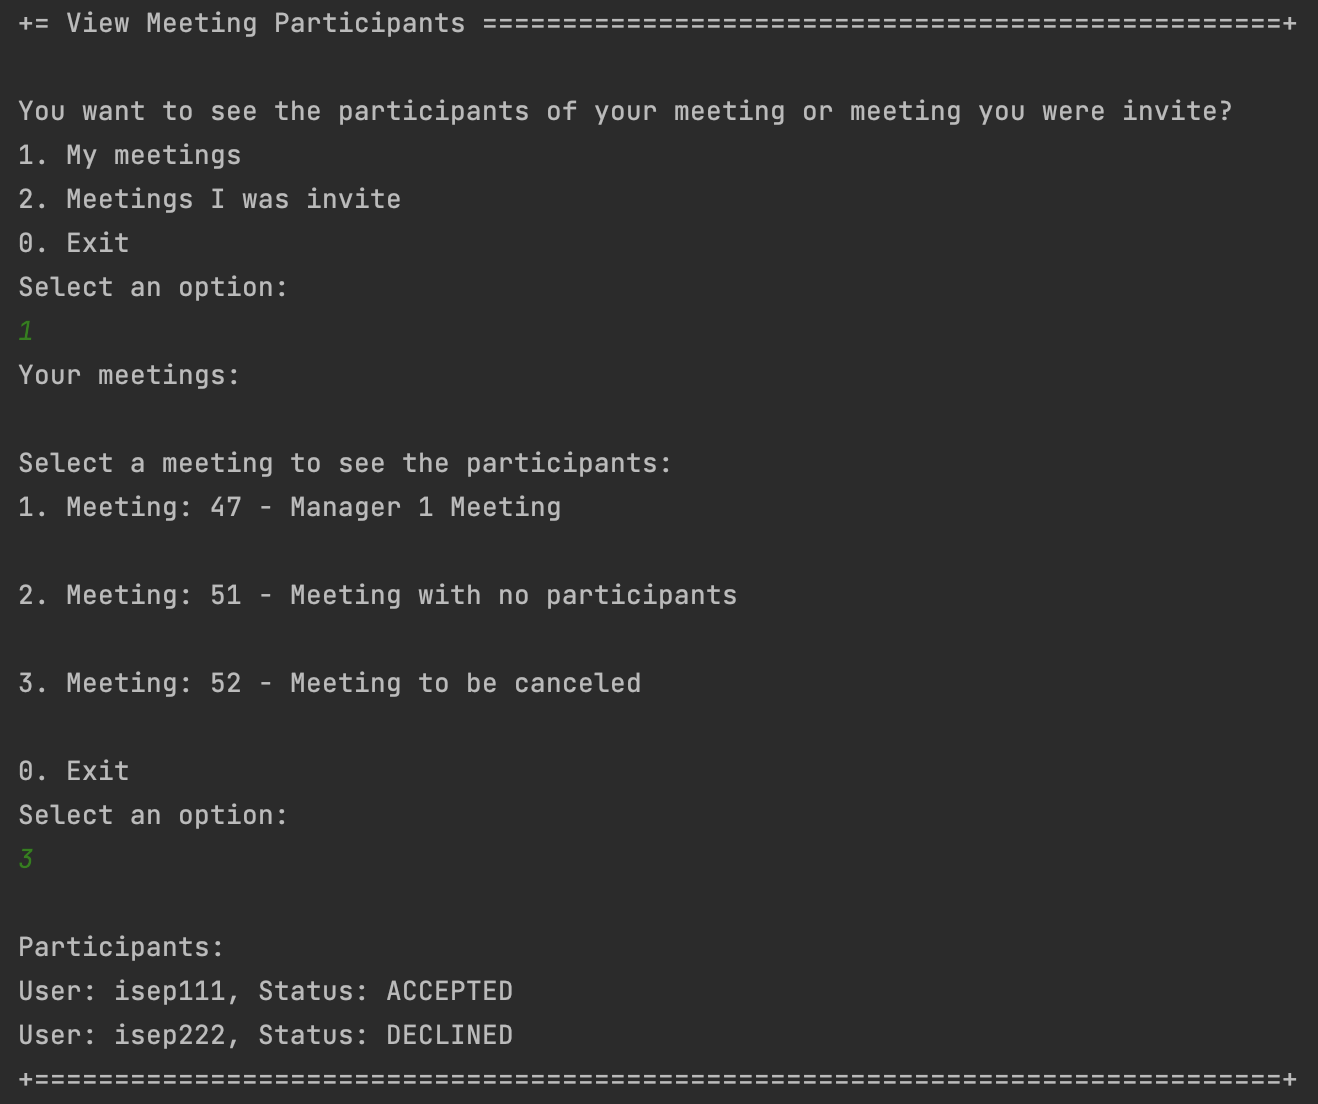 += View Meeting Participants ==================================================+
You want to see the participants of your meeting or meeting you were invite?
1. My meetings
2. Meetings I was invite
0. Exit
Select an option:
1
Your meetings:
Select a meeting to see the participants:
1. Meeting: 47 - Manager 1 Meeting
2. Meeting: 51 - Meeting with no participants
3. Meeting: 52 - Meeting to be canceled
0. Exit
Select an option:
3
Participants:
User: isep111, Status: ACCEPTED
User: isep222, Status: DECLINED
+==============================================================================+